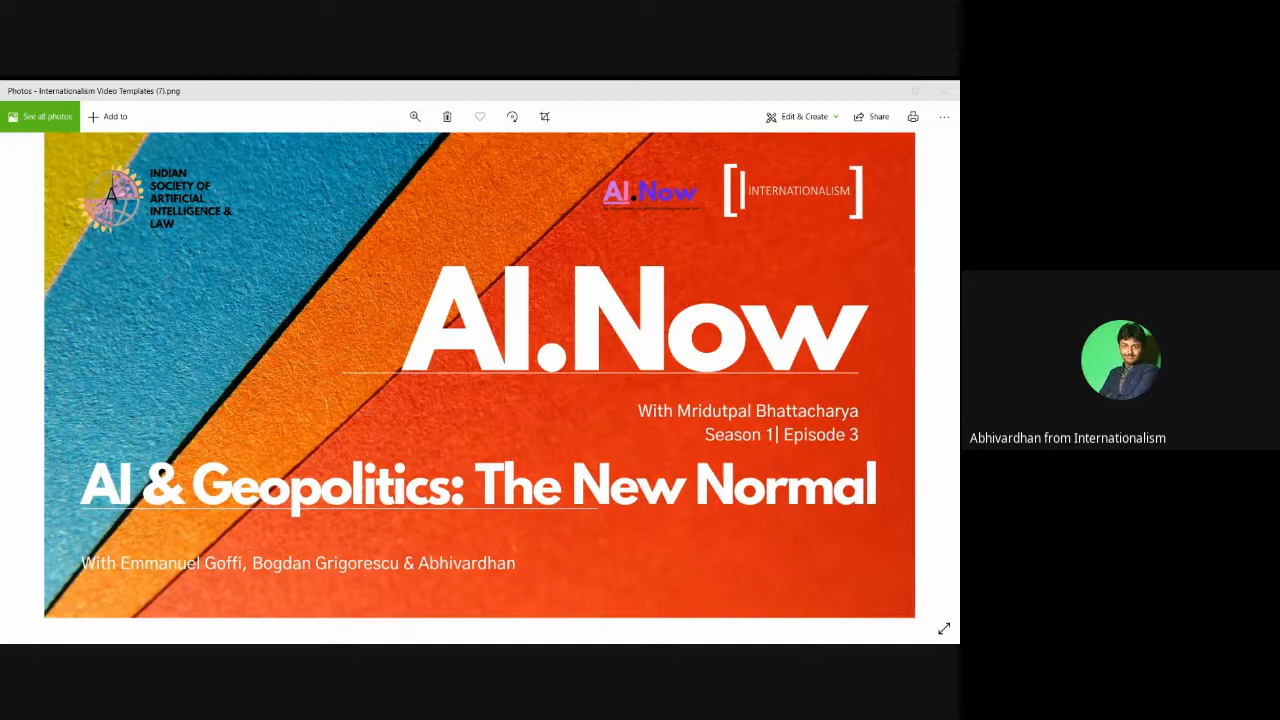 Photos - Internationalism Video Templates (7).png
See all photos
Add to
Edit & Create
Share
INDIAN
SOCIETY OF
ARTIFICIAL
INTELLIGENCE &
LAW
AI.Now
INTERNATIONALISM
AI.Now
With Mridutpal Bhattacharya
Season 1| Episode 3
AI & Geopolitics: The New Normal
With Emmanuel Goffi, Bogdan Grigorescu & Abhivardhan
Abhivardhan from Internationalism